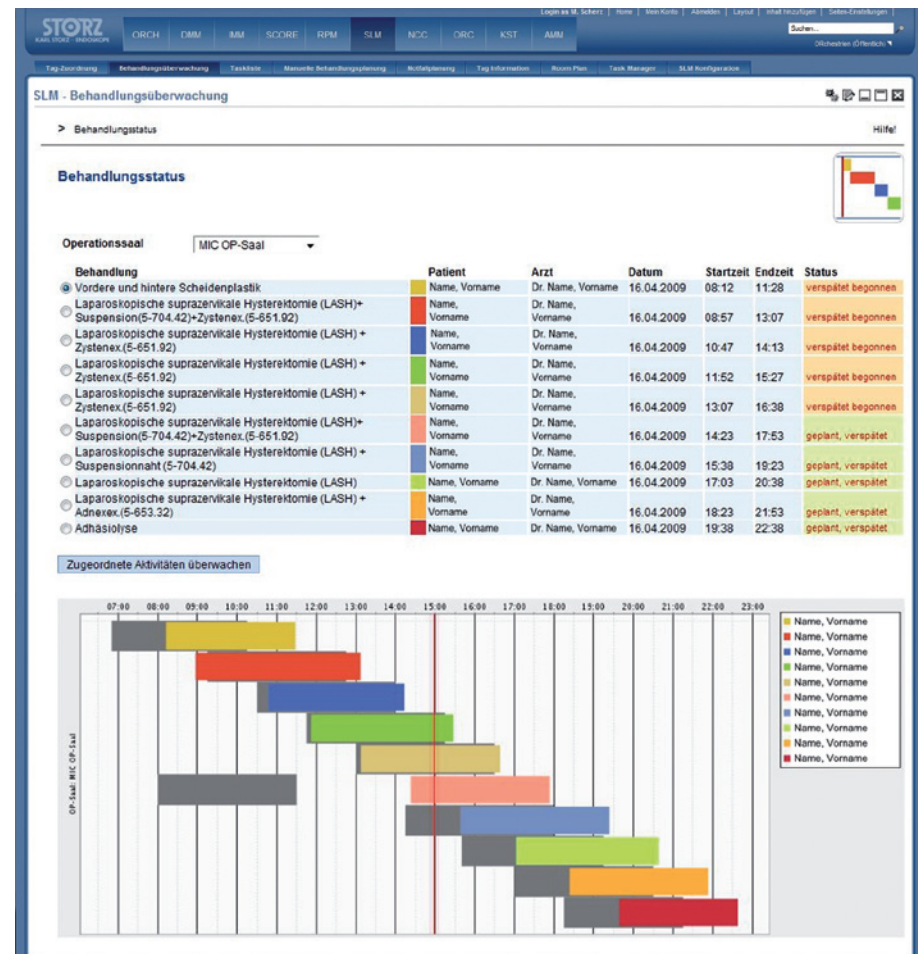 Login as M. Scherz | Home | Mein Konto | Abmelden | Layout | Inhalt hinzufügen | Seiten-Einstellungen |
STORZ
KARL STORZ - ENDOSKOPE
ORCH DMM IMM SCORE RPM SLM NCC ORC KST AMM
Suchen...
ORchestrion (Öffentlich)
Tag-Zuordnung Behandlungsüberwachung Taskliste Manuelle Behandlungsplanung Notfallplanung Tag Information Room Plan Task Manager SLM Konfiguration
SLM - Behandlungsüberwachung
> Behandlungsstatus Hilfe!
Behandlungsstatus
Operationssaal MIC OP-Saal
Behandlung Patient Arzt Datum Startzeit Endzeit Status
Vordere und hintere Scheidenplastik Name, Vorname Dr. Name, Vorname 16.04.2009 08:12 11:28 verspätet begonnen
Laparoskopische suprazervikale Hysterektomie (LASH)+ Name, Dr. Name,
Suspension(5-704.42)+Zystenex.(5-651.92) Vorname Vorname 16.04.2009 08:57 13:07 verspätet begonnen
Laparoskopische suprazervikale Hysterektomie (LASH) + Name, Dr. Name,
Zystenex.(5-651.92) Vorname Vorname 16.04.2009 10:47 14:13 verspätet begonnen
Laparoskopische suprazervikale Hysterektomie (LASH) + Name, Dr. Name,
Zystenex.(5-651.92) Vorname Vorname 16.04.2009 11:52 15:27 verspätet begonnen
Laparoskopische suprazervikale Hysterektomie (LASH) + Name, Dr. Name,
Zystenex.(5-651.92) Vorname Vorname 16.04.2009 13:07 16:38 verspätet begonnen
Laparoskopische suprazervikale Hysterektomie (LASH)+ Name, Dr. Name,
Suspension(5-704.42)+Zystenex.(5-651.92) Vorname Vorname 16.04.2009 14:23 17:53 geplant, verspätet
Laparoskopische suprazervikale Hysterektomie (LASH) + Name, Dr. Name,
Suspensionnaht (5-704.42) Vorname Vorname 16.04.2009 15:38 19:23 geplant, verspätet
Laparoskopische suprazervikale Hysterektomie (LASH) Name, Vorname Dr. Name, Vorname 16.04.2009 17:03 20:38 geplant, verspätet
Laparoskopische suprazervikale Hysterektomie (LASH) + Name, Dr. Name,
Adnexex.(5-653.32) Vorname Vorname 16.04.2009 18:23 21:53 geplant, verspätet
Adhäsiolyse Name, Vorname Dr. Name, Vorname 16.04.2009 19:38 22:38 geplant, verspätet
Zugeordnete Aktivitäten überwachen
07:00 08:00 09:00 10:00 11:00 12:00 13:00 14:00 15:00 16:00 17:00 18:00 19:00 20:00 21:00 22:00 23:00
Name, Vorname
Name, Vorname
Name, Vorname
Name, Vorname
Name, Vorname
Name, Vorname
Name, Vorname
Name, Vorname
Name, Vorname
Name, Vorname
OP-Saal: MIC OP-Saal